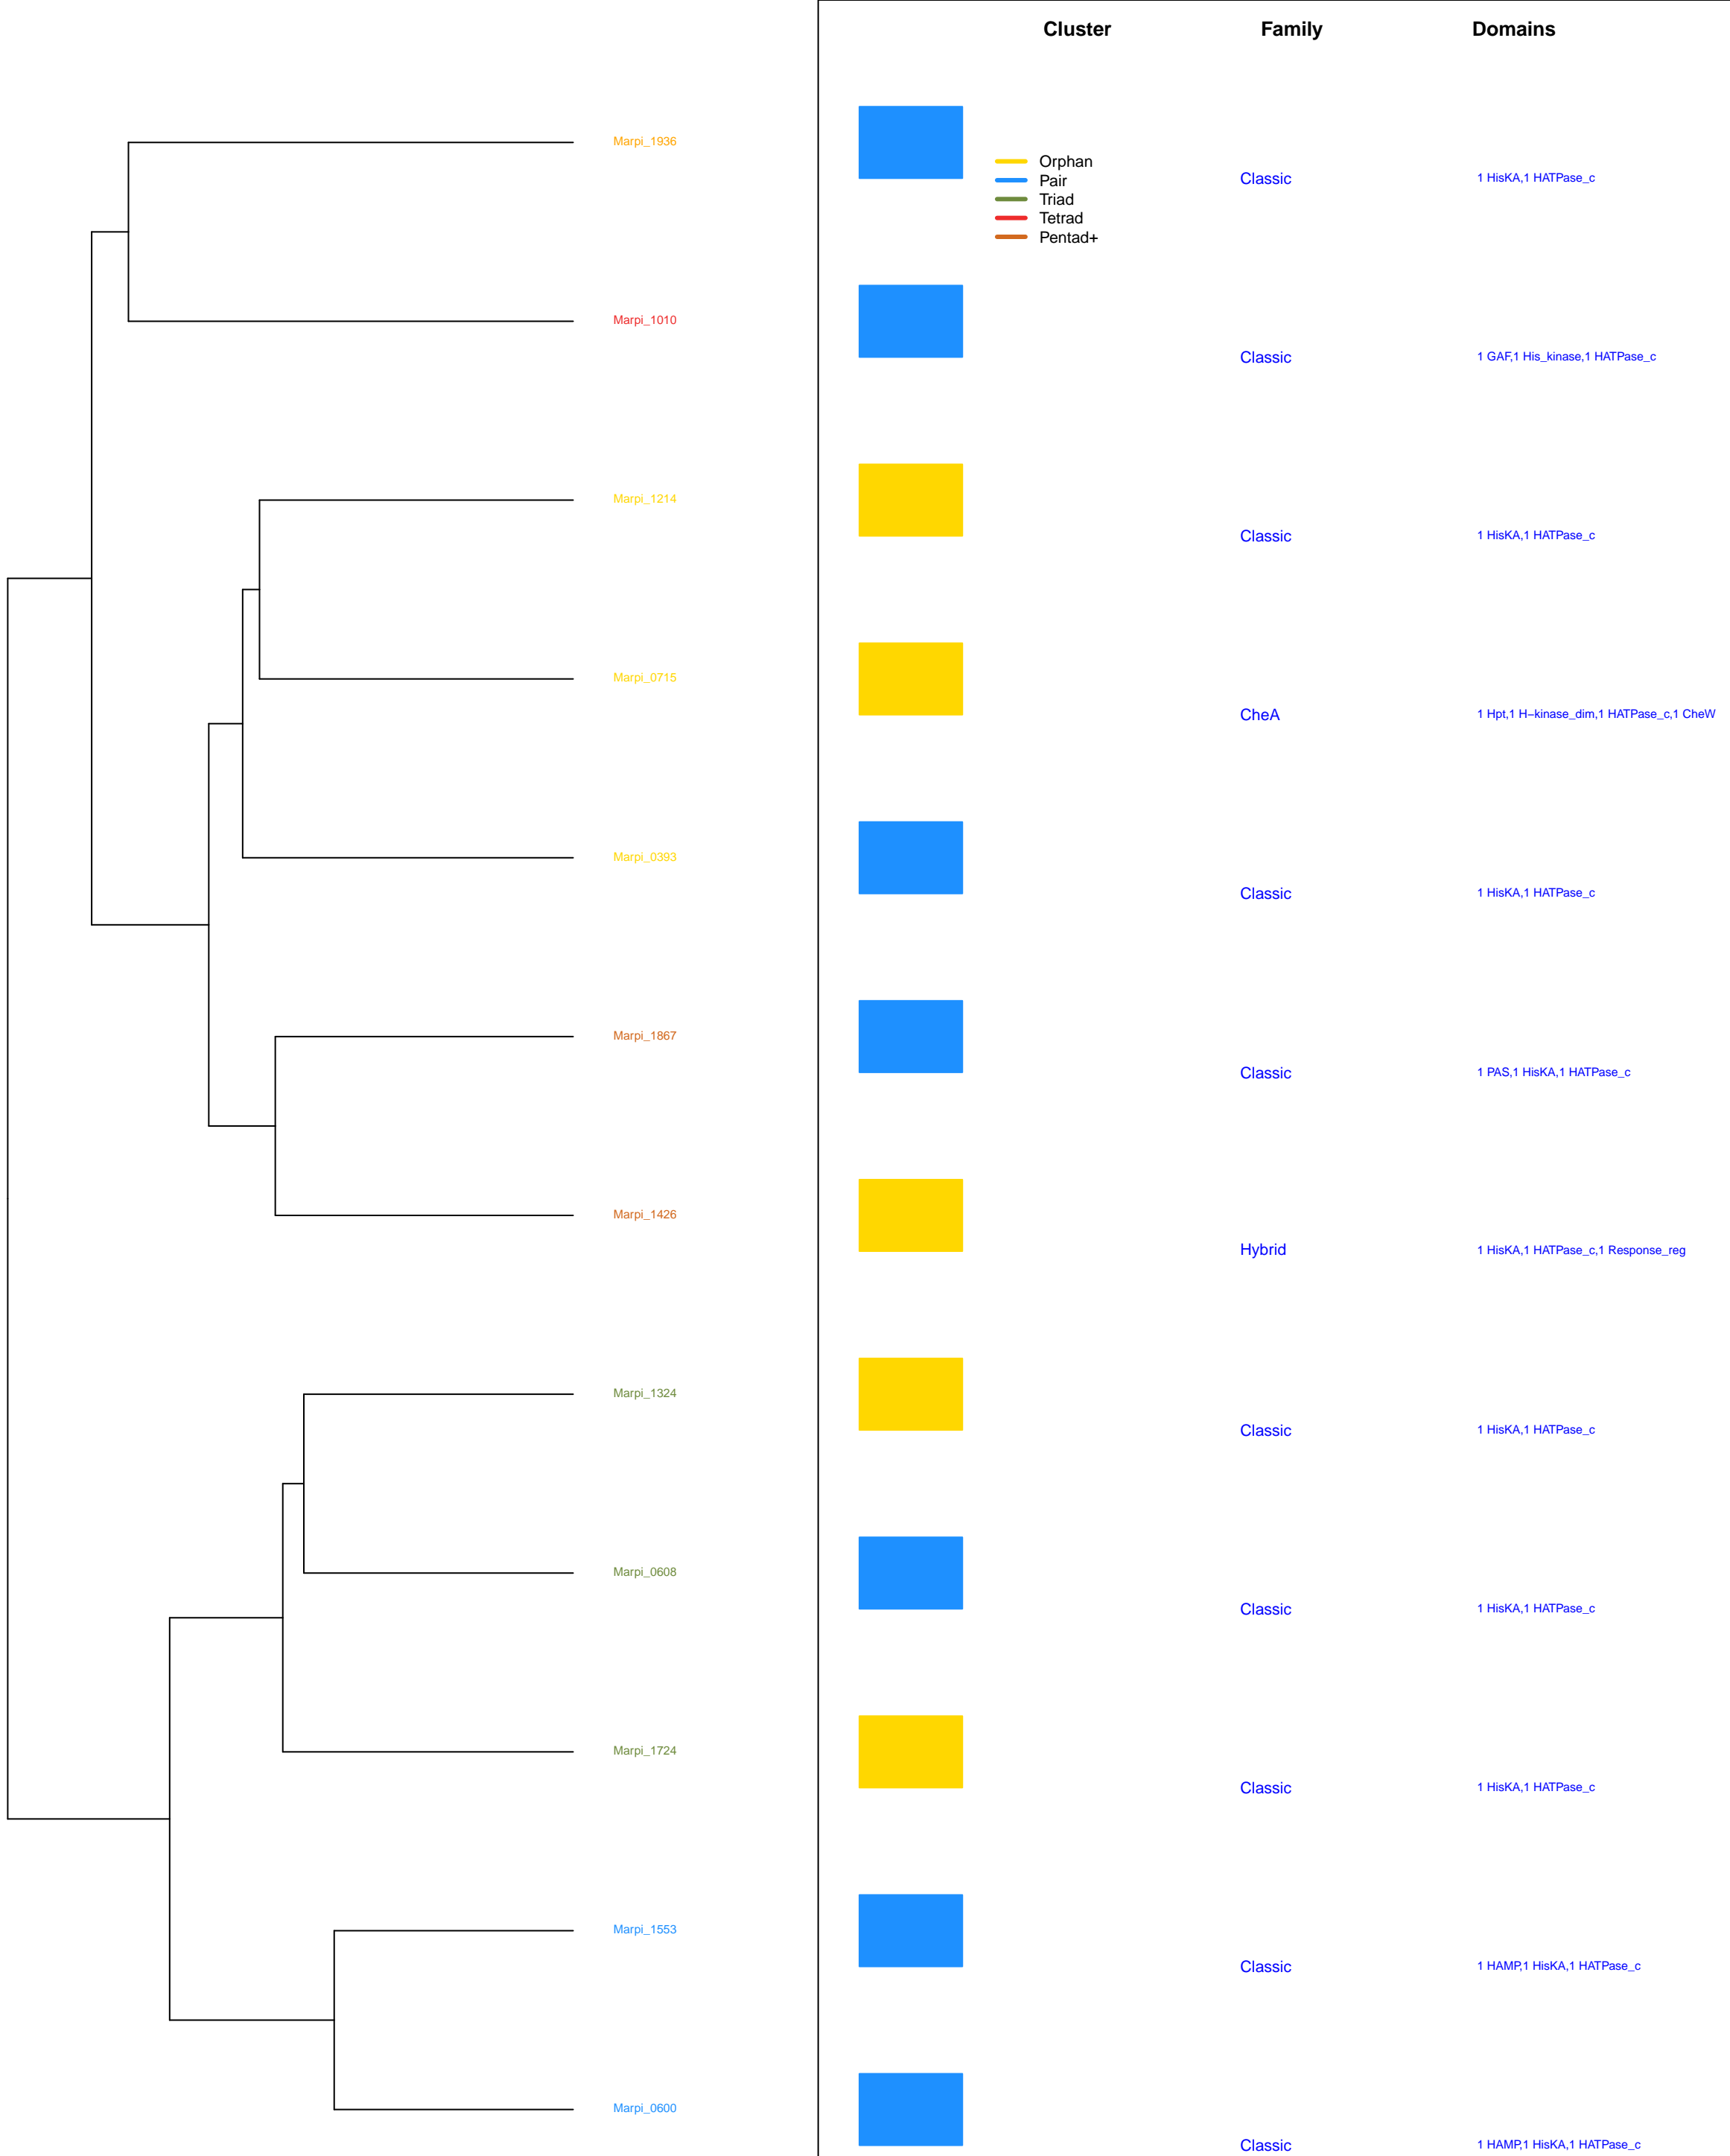 Cluster Family Domains
Marpi_1936
Orphan
Pair
Classic 1 HisKA,1 HATPase_c
Triad
Tetrad
Pentad+
Marpi_1010
Classic 1 GAF,1 His_kinase,1 HATPase_c
Marpi_1214
Classic 1 HisKA,1 HATPase_c
Marpi_0715
CheA 1 Hpt,1 H−kinase_dim,1 HATPase_c,1 CheW
Marpi_0393
Classic 1 HisKA,1 HATPase_c
Marpi_1867
Classic 1 PAS,1 HisKA,1 HATPase_c
Marpi_1426
Hybrid 1 HisKA,1 HATPase_c,1 Response_reg
Marpi_1324
Classic 1 HisKA,1 HATPase_c
Marpi_0608
Classic 1 HisKA,1 HATPase_c
Marpi_1724
Classic 1 HisKA,1 HATPase_c
Marpi_1553
Classic 1 HAMP,1 HisKA,1 HATPase_c
Marpi_0600
Classic 1 HAMP,1 HisKA,1 HATPase_c